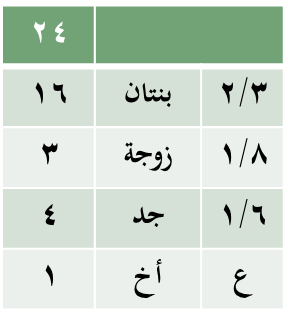 ٢٤
٢/٣ بنتان ١٦
١/٨ زوجة ٣
١/٦ جد ٤
ع أخ ١